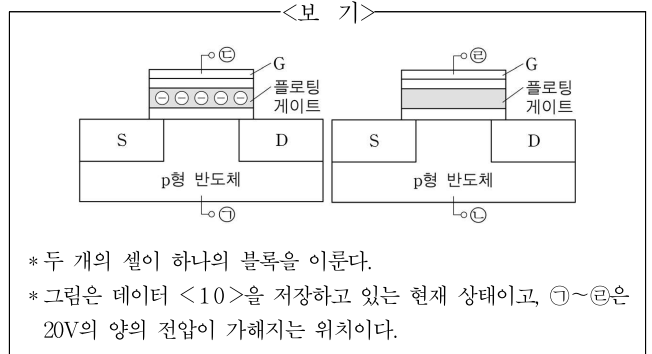 <보 기>
㉢ G
플로팅
게이트
S D
p형 반도체
㉠
㉣ G
플로팅
게이트
S D
p형 반도체
㉡
* 두 개의 셀이 하나의 블록을 이룬다.
* 그림은 데이터 <10>을 저장하고 있는 현재 상태이고, ㉠~㉣은
20V의 양의 전압이 가해지는 위치이다.